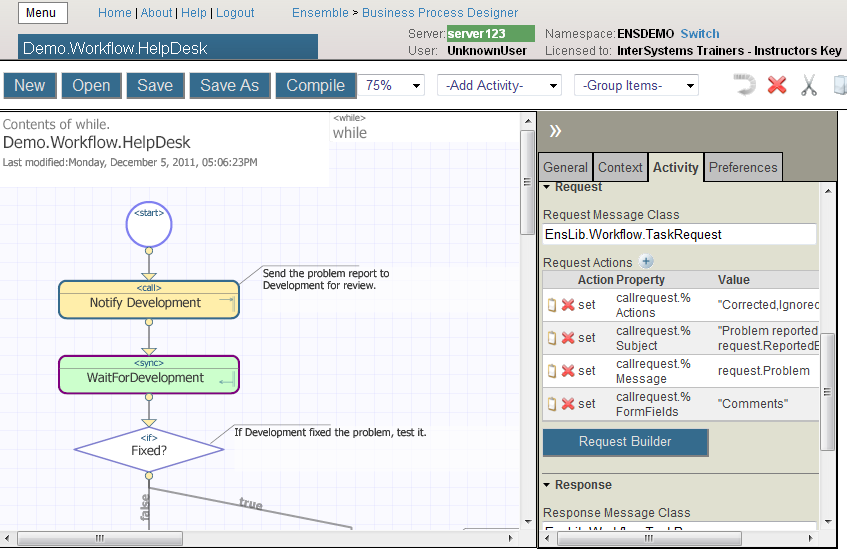 Menu
Home | About | Help | Logout
Ensemble > Business Process Designer
Server: server123
Namespace: ENSDEMO Switch
User: UnknownUser
Licensed to: InterSystems Trainers - Instructors Key
Demo.Workflow.HelpDesk
New
Open
Save
Save As
Compile
75%
-Add Activity-
-Group Items-
Contents of while.
Demo.Workflow.HelpDesk
Last modified:Monday, December 5, 2011, 05:06:23PM
<while>
while
<start>
<call>
Notify Development
Send the problem report to
Development for review.
<sync>
WaitForDevelopment
<if>
Fixed?
If Development fixed the problem, test it.
false
true
»
General
Context
Activity
Preferences
Request
Request Message Class
EnsLib.Workflow.TaskRequest
Request Actions
Action Property Value
set callrequest.% "Corrected,Ignored
Actions
set callrequest.% "Problem reported
Subject request.ReportedB
set callrequest.% request.Problem
Message
set callrequest.% "Comments"
FormFields
Request Builder
Response
Response Message Class